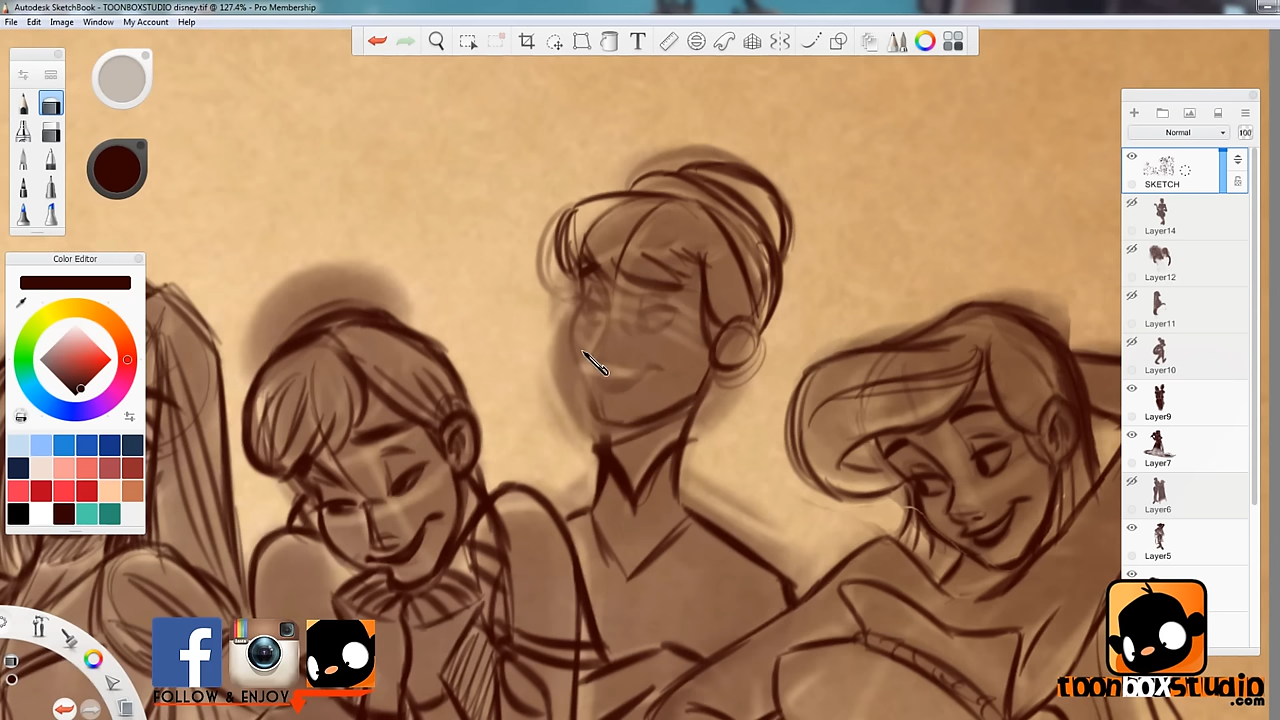 Autodesk SketchBook - TOONBOXSTUDIO disney.tif @ 127.4% - Pro Membership
File Edit Image Window My Account Help
T
Normal
100
SKETCH
Layer14
Layer12
Layer11
Layer10
Layer9
Layer7
Layer6
Layer5
Color Editor
f
FOLLOW & ENJOY
toonboxstudio
.com